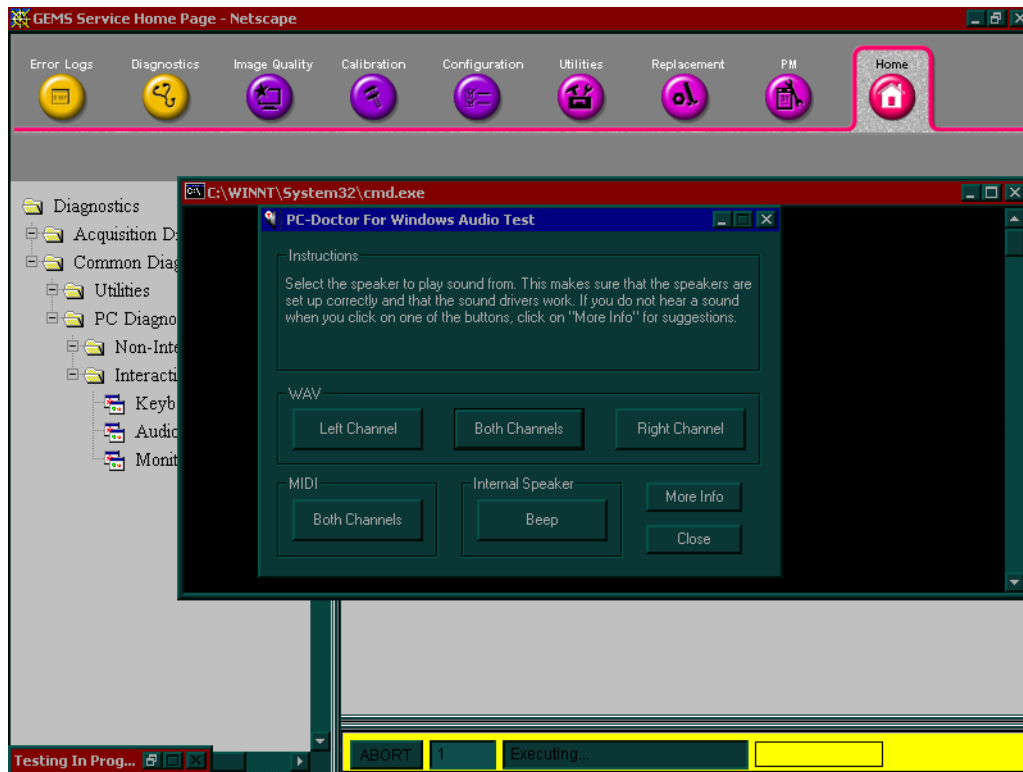 GEMS Service Home Page - Netscape
Error Logs
Diagnostics
Image Quality
Calibration
Configuration
Utilities
Replacement
PM
Home
Diagnostics
Acquisition D
Common Diag
Utilities
PC Diagno
Non-Inte
Interacti
Keyb
Audio
Monit
C:\WINNT\System32\cmd.exe
PC-Doctor For Windows Audio Test
Instructions
Select the speaker to play sound from. This makes sure that the speakers are
set up correctly and that the sound drivers work. If you do not hear a sound
when you click on one of the buttons, click on "More Info" for suggestions.
WAV
Left Channel
Both Channels
Right Channel
MIDI
Both Channels
Internal Speaker
Beep
More Info
Close
Testing In Prog...
ABORT
1
Executing...